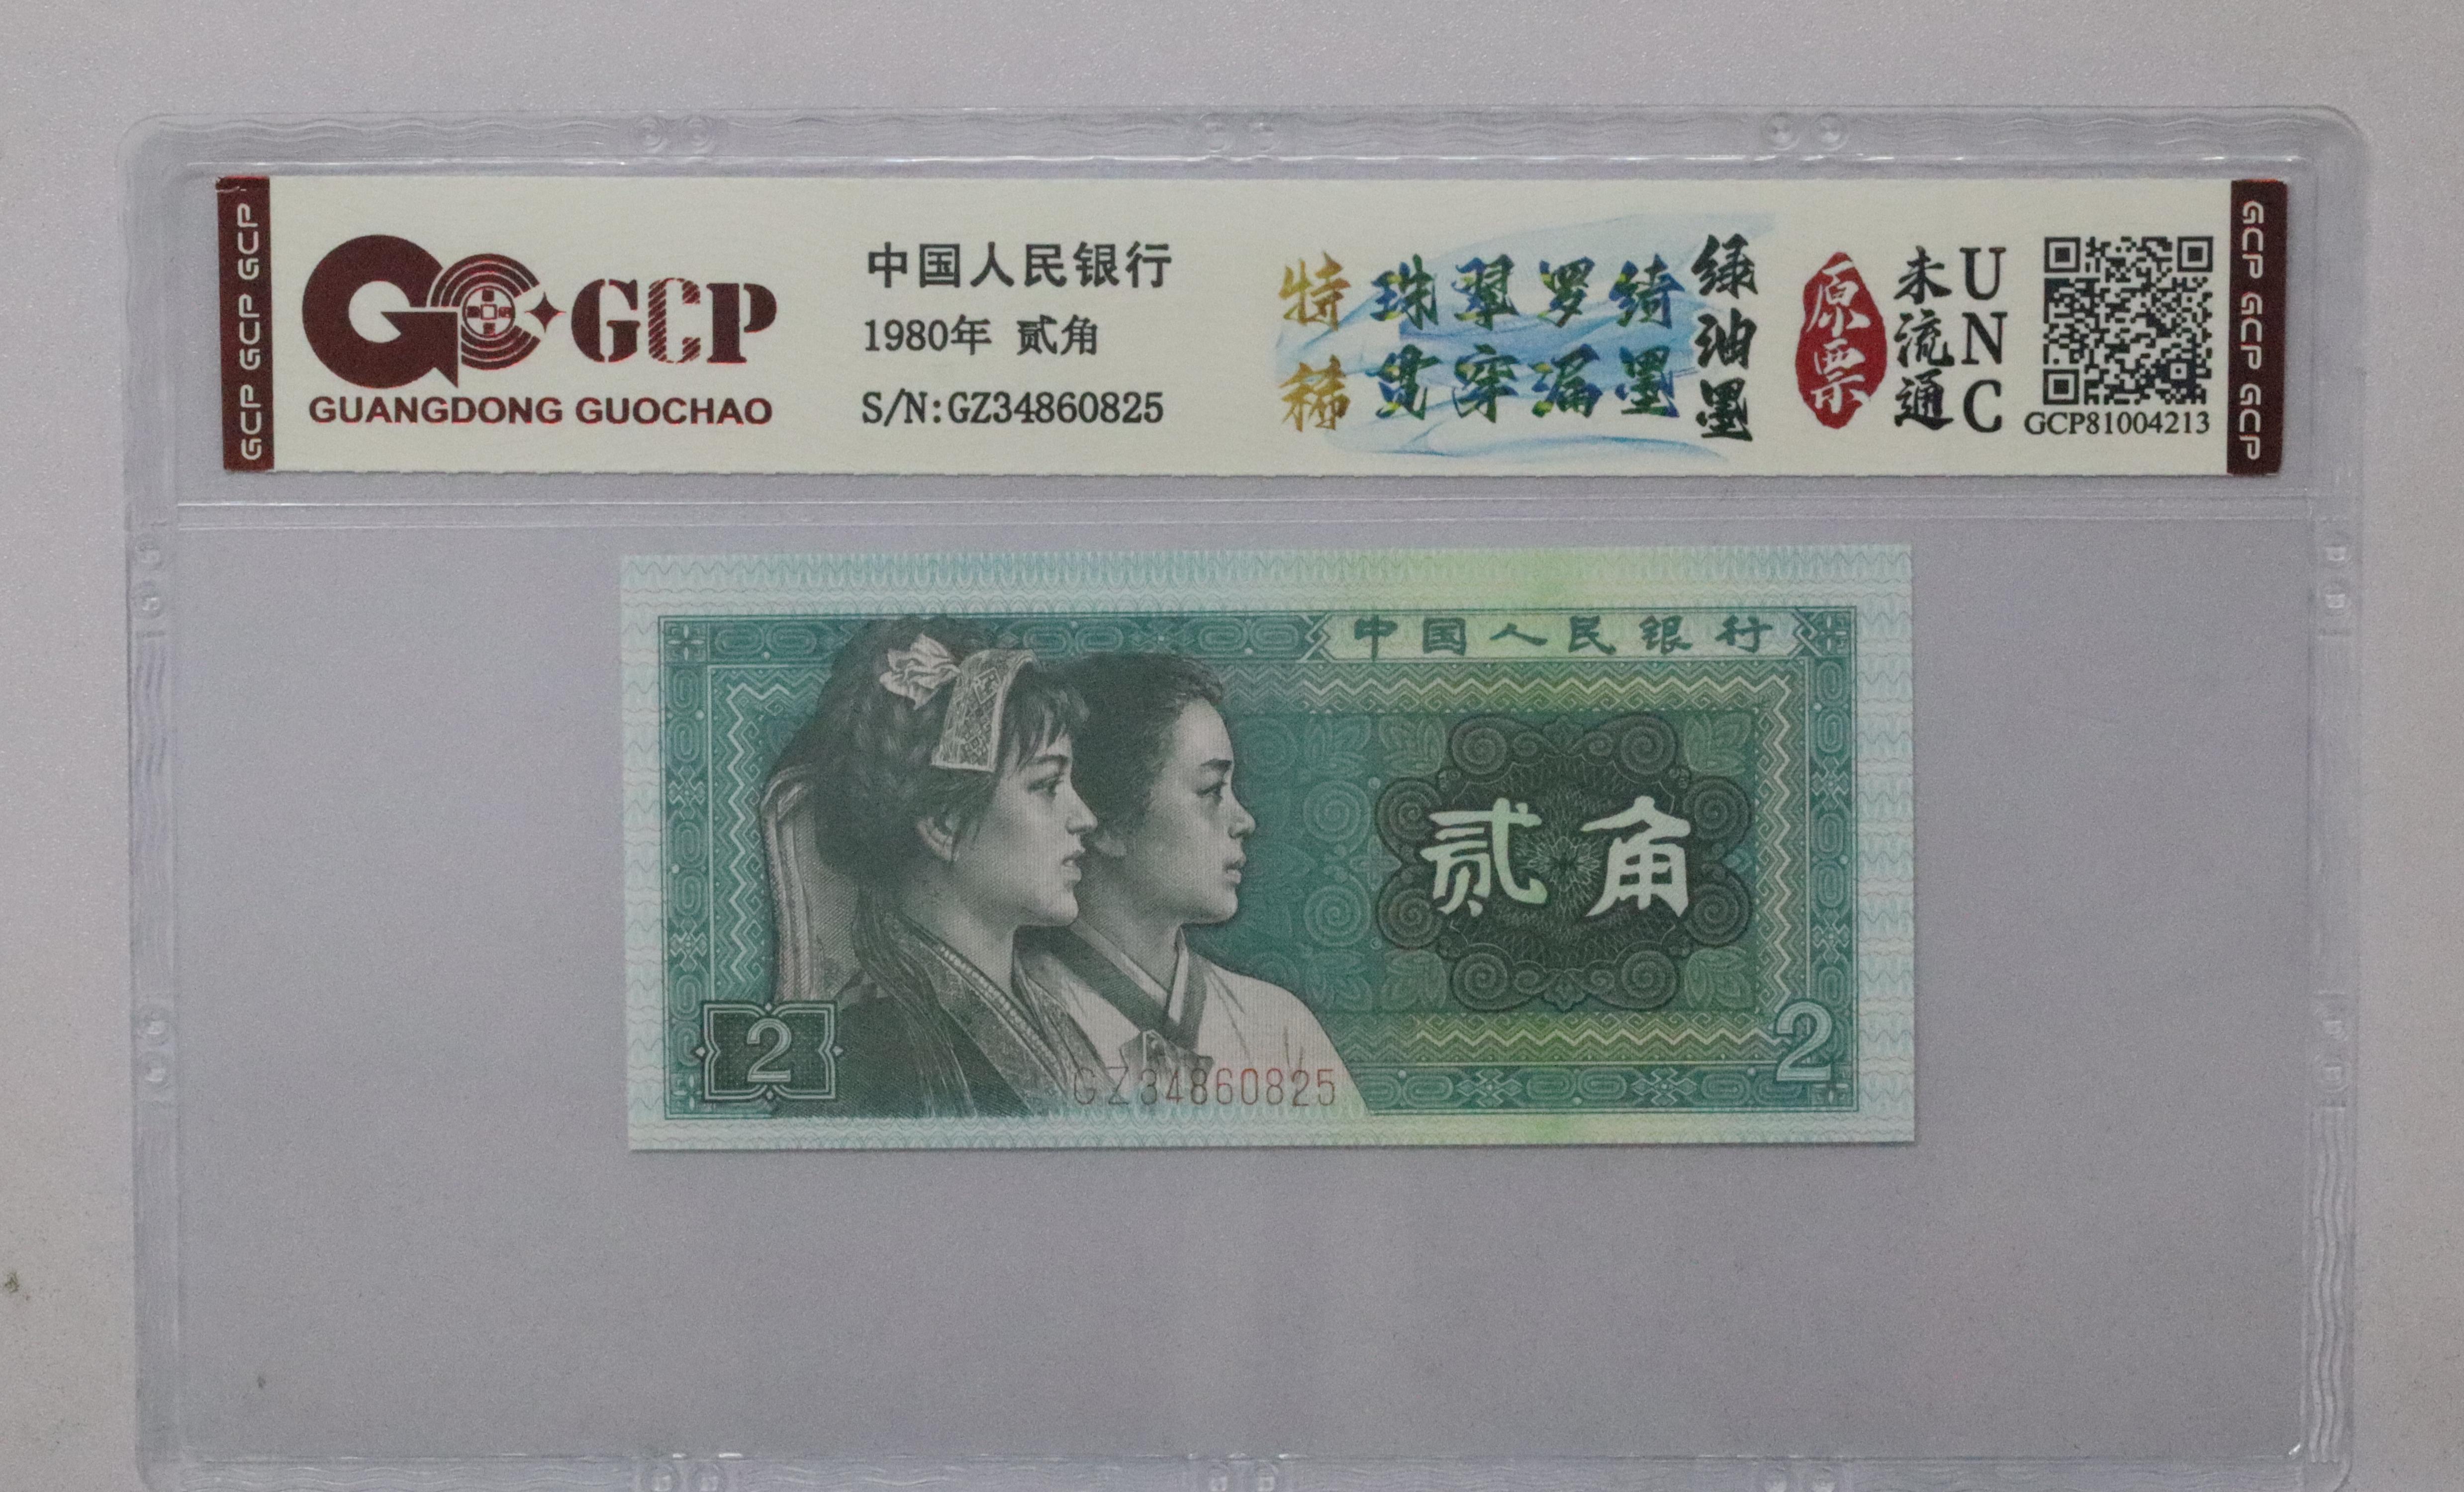 GCP GCP GCP
GCP
GUANGDONG GUOCHAO
中国人民银行
1980年 贰角
S/N:GZ34860825
特稀
珠翠罗绮
贯穿漏墨
绿油墨
原票
未流通
UNC
GCP81004213
GCP GCP GCP
中国人民银行
贰角
2
2
GZ34860825